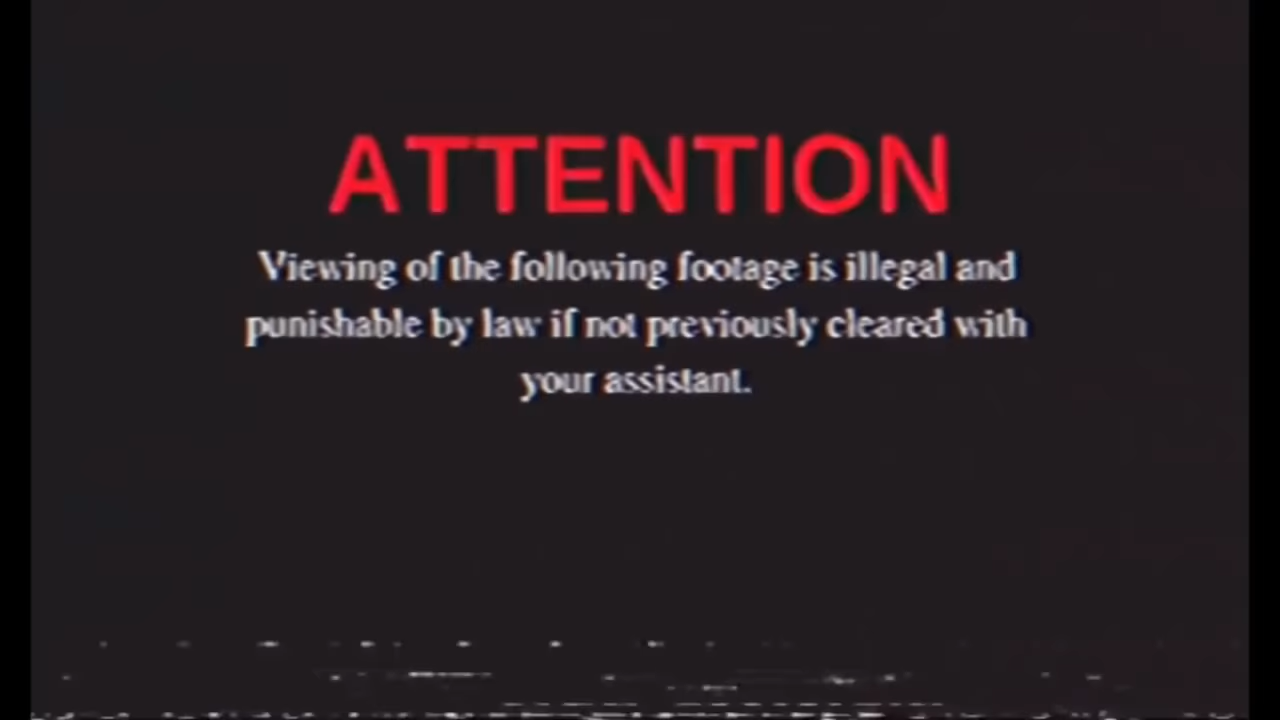 ATTENTION
Viewing of the following footage is illegal and
punishable by law if not previously cleared with
your assistant.